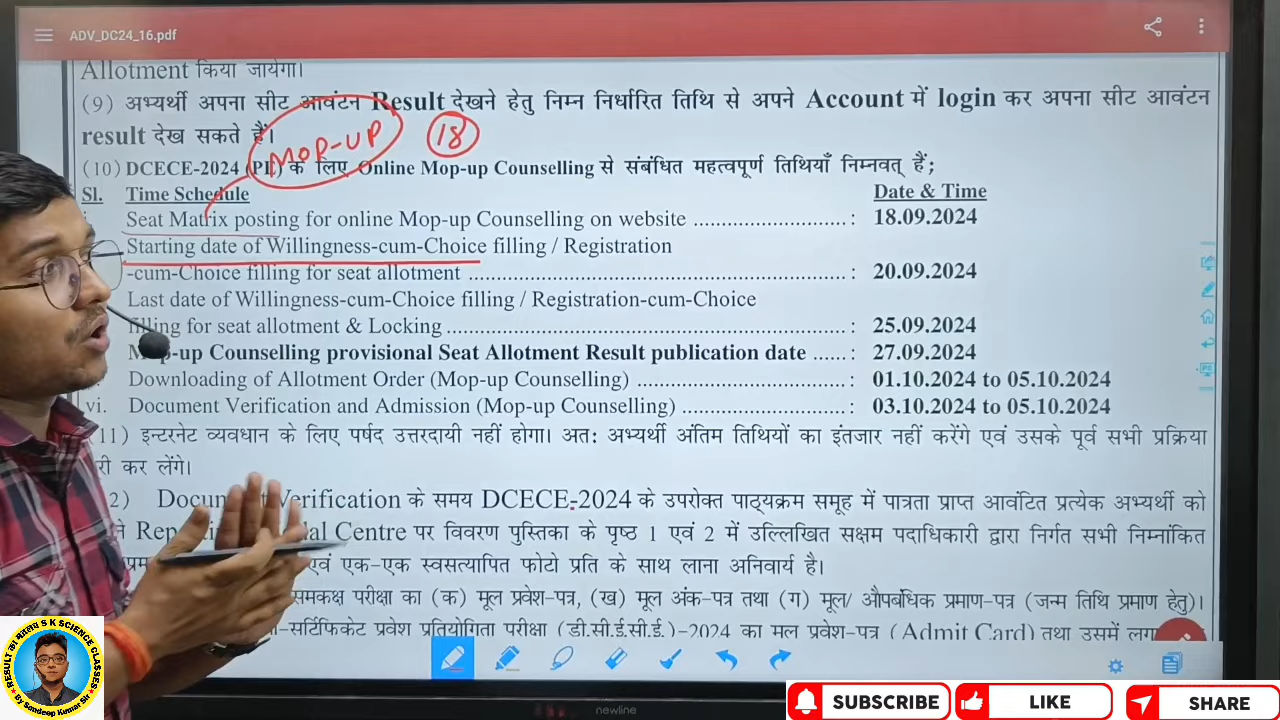 ADV_DC24_16.pdf
Allotment किया जायेगा।
(9) अभ्यर्थी अपना सीट आवंटन Result देखने हेतु निम्न निर्धारित तिथि से अपने Account में login कर अपना सीट आवंटन
result देख सकते हैं।
MOP-UP
18
(10) DCECE-2024 (PE) के लिए Online Mop-up Counselling से संबंधित महत्वपूर्ण तिथियाँ निम्नवत् हैं;
Sl. Time Schedule Date & Time
Seat Matrix posting for online Mop-up Counselling on website : 18.09.2024
Starting date of Willingness-cum-Choice filling / Registration
-cum-Choice filling for seat allotment : 20.09.2024
Last date of Willingness-cum-Choice filling / Registration-cum-Choice
filling for seat allotment & Locking : 25.09.2024
Mop-up Counselling provisional Seat Allotment Result publication date ...... : 27.09.2024
Downloading of Allotment Order (Mop-up Counselling) : 01.10.2024 to 05.10.2024
vi. Document Verification and Admission (Mop-up Counselling) : 03.10.2024 to 05.10.2024
11) इन्टरनेट व्यवधान के लिए पर्षद उत्तरदायी नहीं होगा। अतः अभ्यर्थी अंतिम तिथियों का इंतजार नहीं करेंगे एवं उसके पूर्व सभी प्रक्रिया
री कर लेंगे।
2) Document Verification के समय DCECE-2024 के उपरोक्त पाठ्यक्रम समूह में पात्रता प्राप्त आवंटित प्रत्येक अभ्यर्थी को
Centre पर विवरण पुस्तिका के पृष्ठ 1 एवं 2 में उल्लिखित सक्षम पदाधिकारी द्वारा निर्गत सभी निम्नांकित
एवं एक-एक स्वसत्यापित फोटो प्रति के साथ लाना अनिवार्य है।
समकक्ष परीक्षा का (क) मूल प्रवेश-पत्र, (ख) मूल अंक-पत्र तथा (ग) मूल/ औपबंधिक प्रमाण-पत्र (जन्म तिथि प्रमाण हेतु)।
-सर्टिफिकेट प्रवेश प्रतियोगिता परीक्षा (डी.सी.ई.सी.ई.)-2024 का मूल प्रवेश-पत्र (Admit Card) तथा उसमें
newline
RESULT का मतलब S K SCIENCE CLASSES
By Sandeep Kumar Sir
SUBSCRIBE
LIKE
SHARE